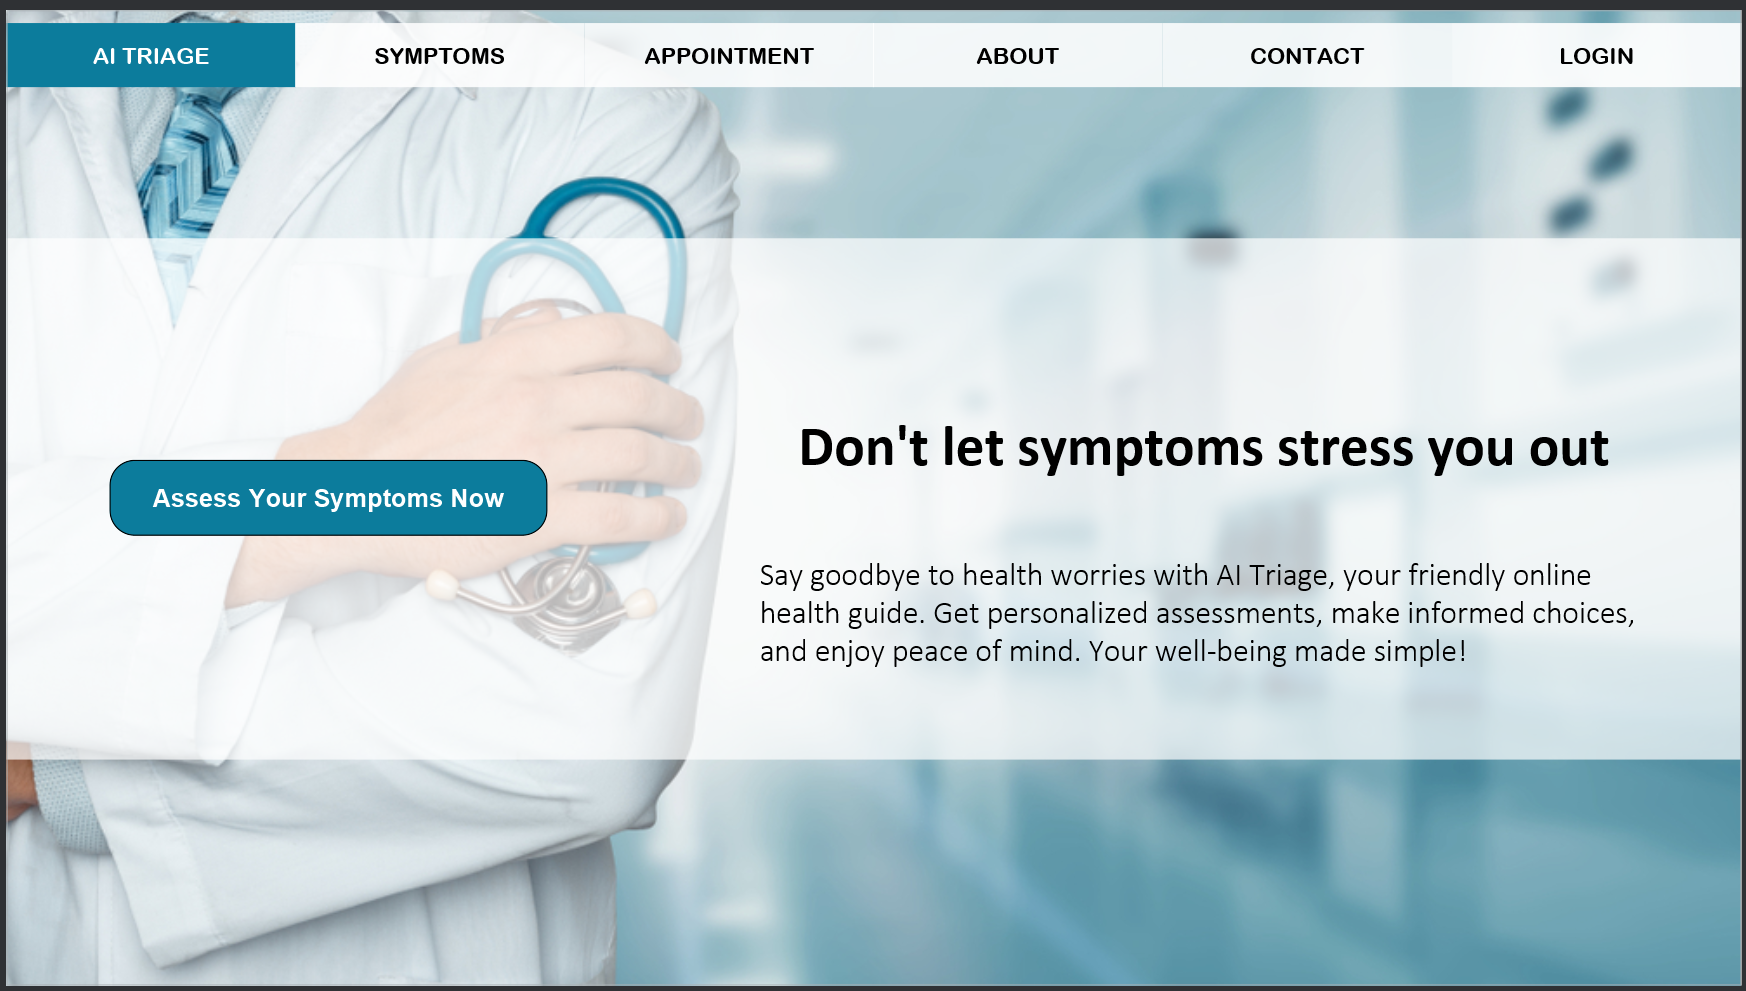 AI TRIAGE
SYMPTOMS
APPOINTMENT
ABOUT
CONTACT
LOGIN
Don't let symptoms stress you out
Assess Your Symptoms Now
Say goodbye to health worries with AI Triage, your friendly online
health guide. Get personalized assessments, make informed choices,
and enjoy peace of mind. Your well-being made simple!